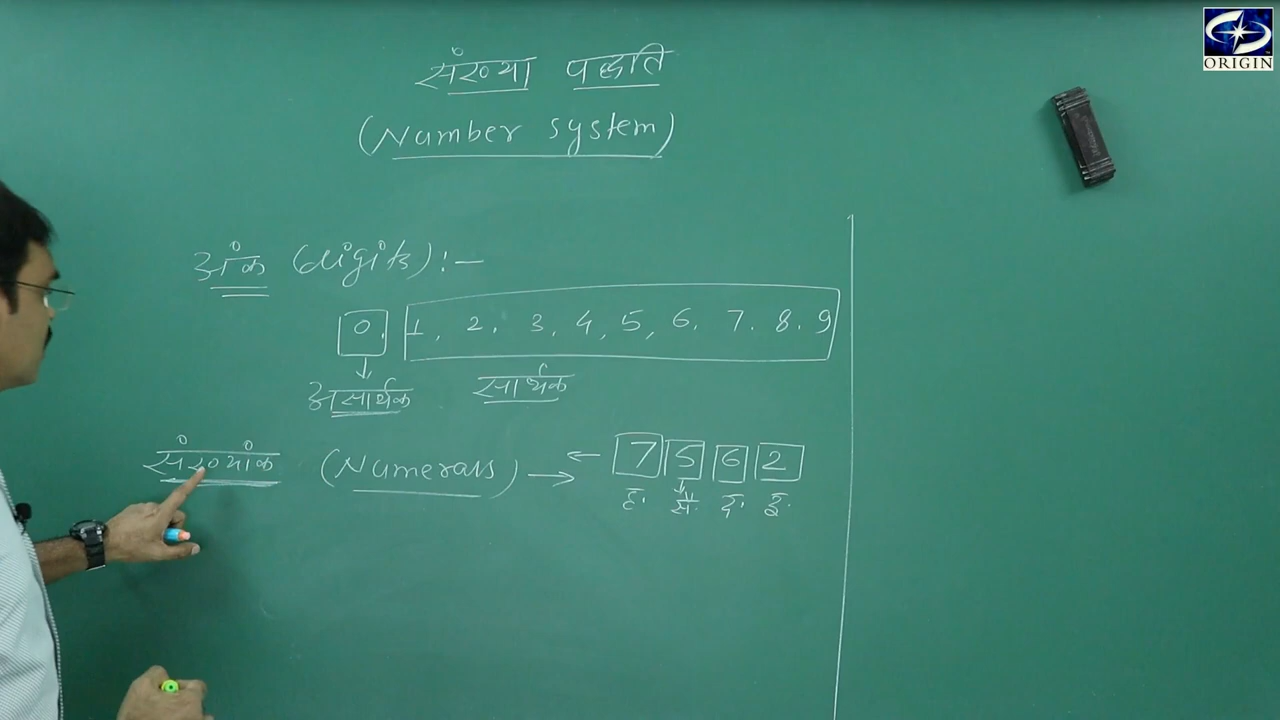 ORIGIN
संख्या पद्धति
(Number system)
अंक (digits):-
0, 1, 2, 3, 4, 5, 6, 7, 8, 9
असार्थक सार्थक
संख्यांक (Numerals) → ← 7 5 6 2
ह. सै. द. इ.